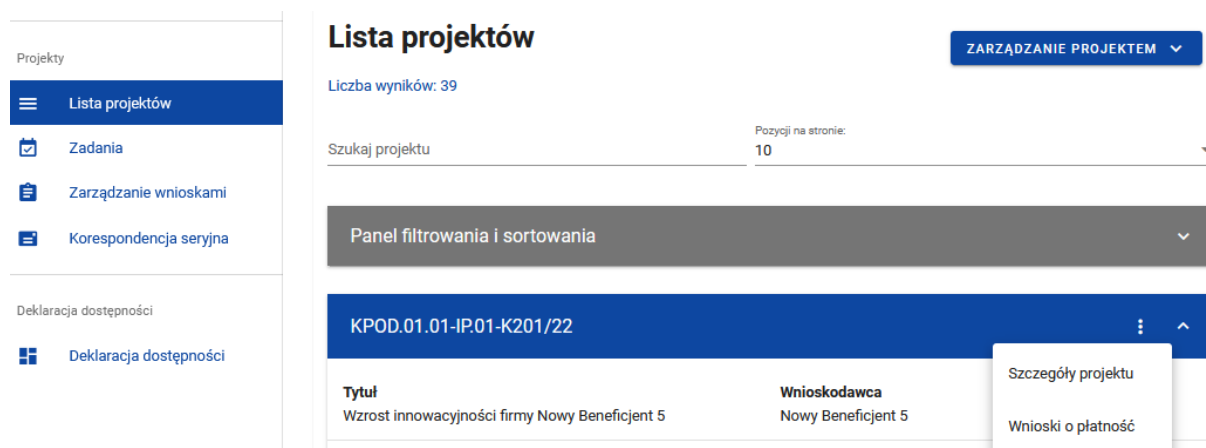 Projekty
Lista projektów
Zadania
Zarządzanie wnioskami
Korespondencja seryjna
Deklaracja dostępności
Deklaracja dostępności
Lista projektów
ZARZĄDZANIE PROJEKTEM
Liczba wyników: 39
Szukaj projektu
Pozycji na stronie:
10
Panel filtrowania i sortowania
KPOD.01.01-IP.01-K201/22
Szczegóły projektu
Wnioski o płatność
Tytuł
Wzrost innowacyjności firmy Nowy Beneficjent 5
Wnioskodawca
Nowy Beneficjent 5